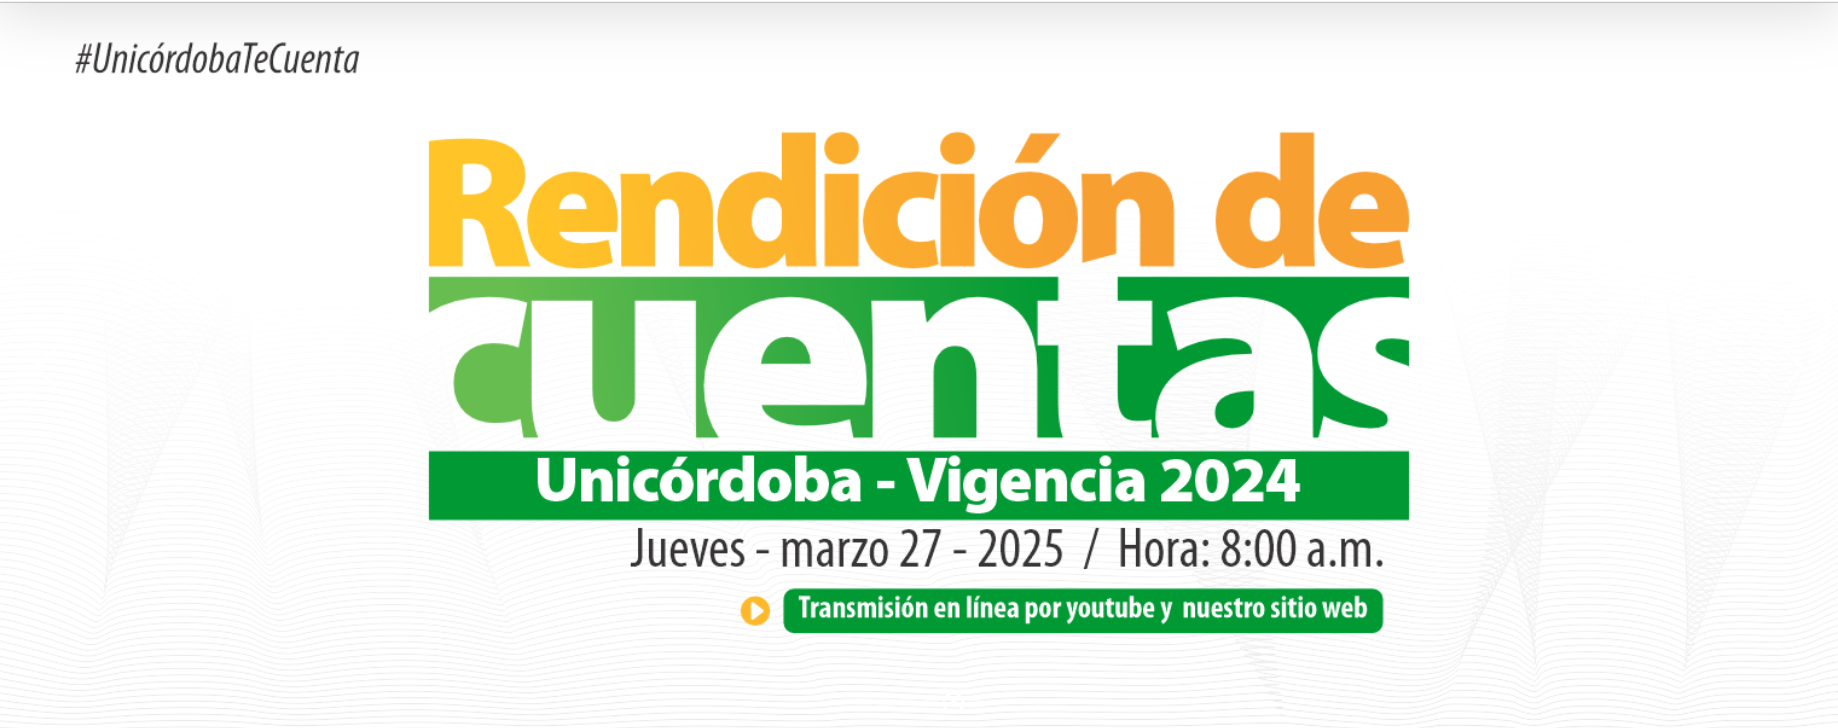 #UnicórdobaTeCuenta
Rendición de
cuentas
Unicórdoba - Vigencia 2024
Jueves - marzo 27 - 2025 / Hora: 8:00 a.m.
Transmisión en línea por youtube y nuestro sitio web